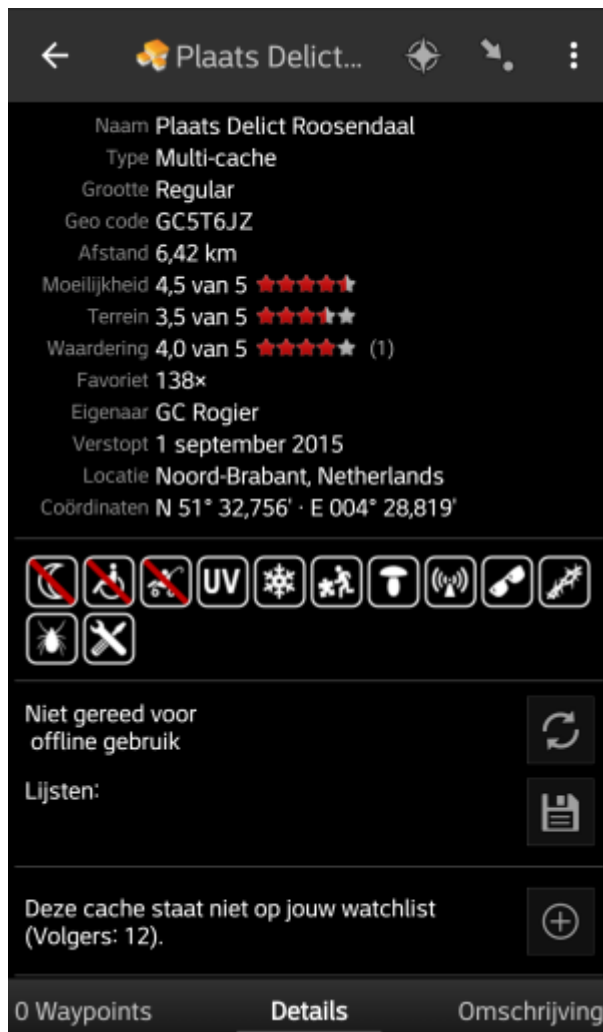 Plaats Delict...
Naam Plaats Delict Roosendaal
Type Multi-cache
Grootte Regular
Geo code GC5T6JZ
Afstand 6,42 km
Moeilijkheid 4,5 van 5
Terrein 3,5 van 5
Waardering 4,0 van 5 (1)
Favoriet 138×
Eigenaar GC Rogier
Verstopt 1 september 2015
Locatie Noord-Brabant, Netherlands
Coördinaten N 51° 32,756' · E 004° 28,819'
UV
Niet gereed voor
offline gebruik
Lijsten:
Deze cache staat niet op jouw watchlist
(Volgers: 12).
0 Waypoints Details Omschrijving